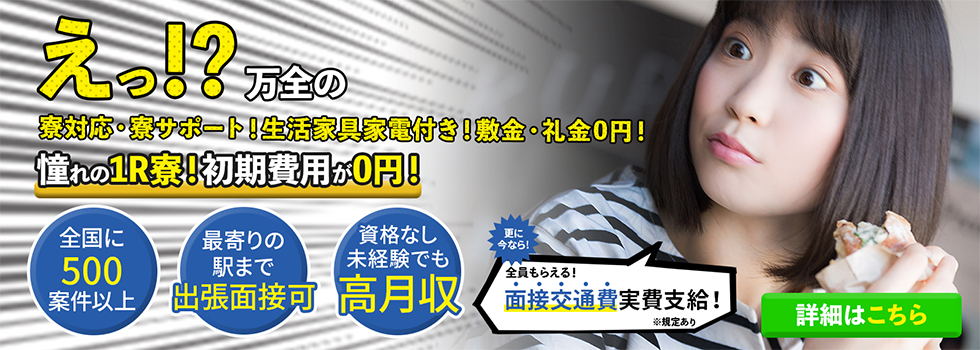 えっ!?万全の
寮対応・寮サポート！生活家具家電付き！敷金・礼金0円！
憧れの1R寮！初期費用が0円！
全国に
500
案件以上
最寄りの
駅まで
出張面接可
資格なし
未経験でも
高月収
更に
今なら!
全員もらえる！
面接交通費実費支給！
※規定あり
詳細はこちら